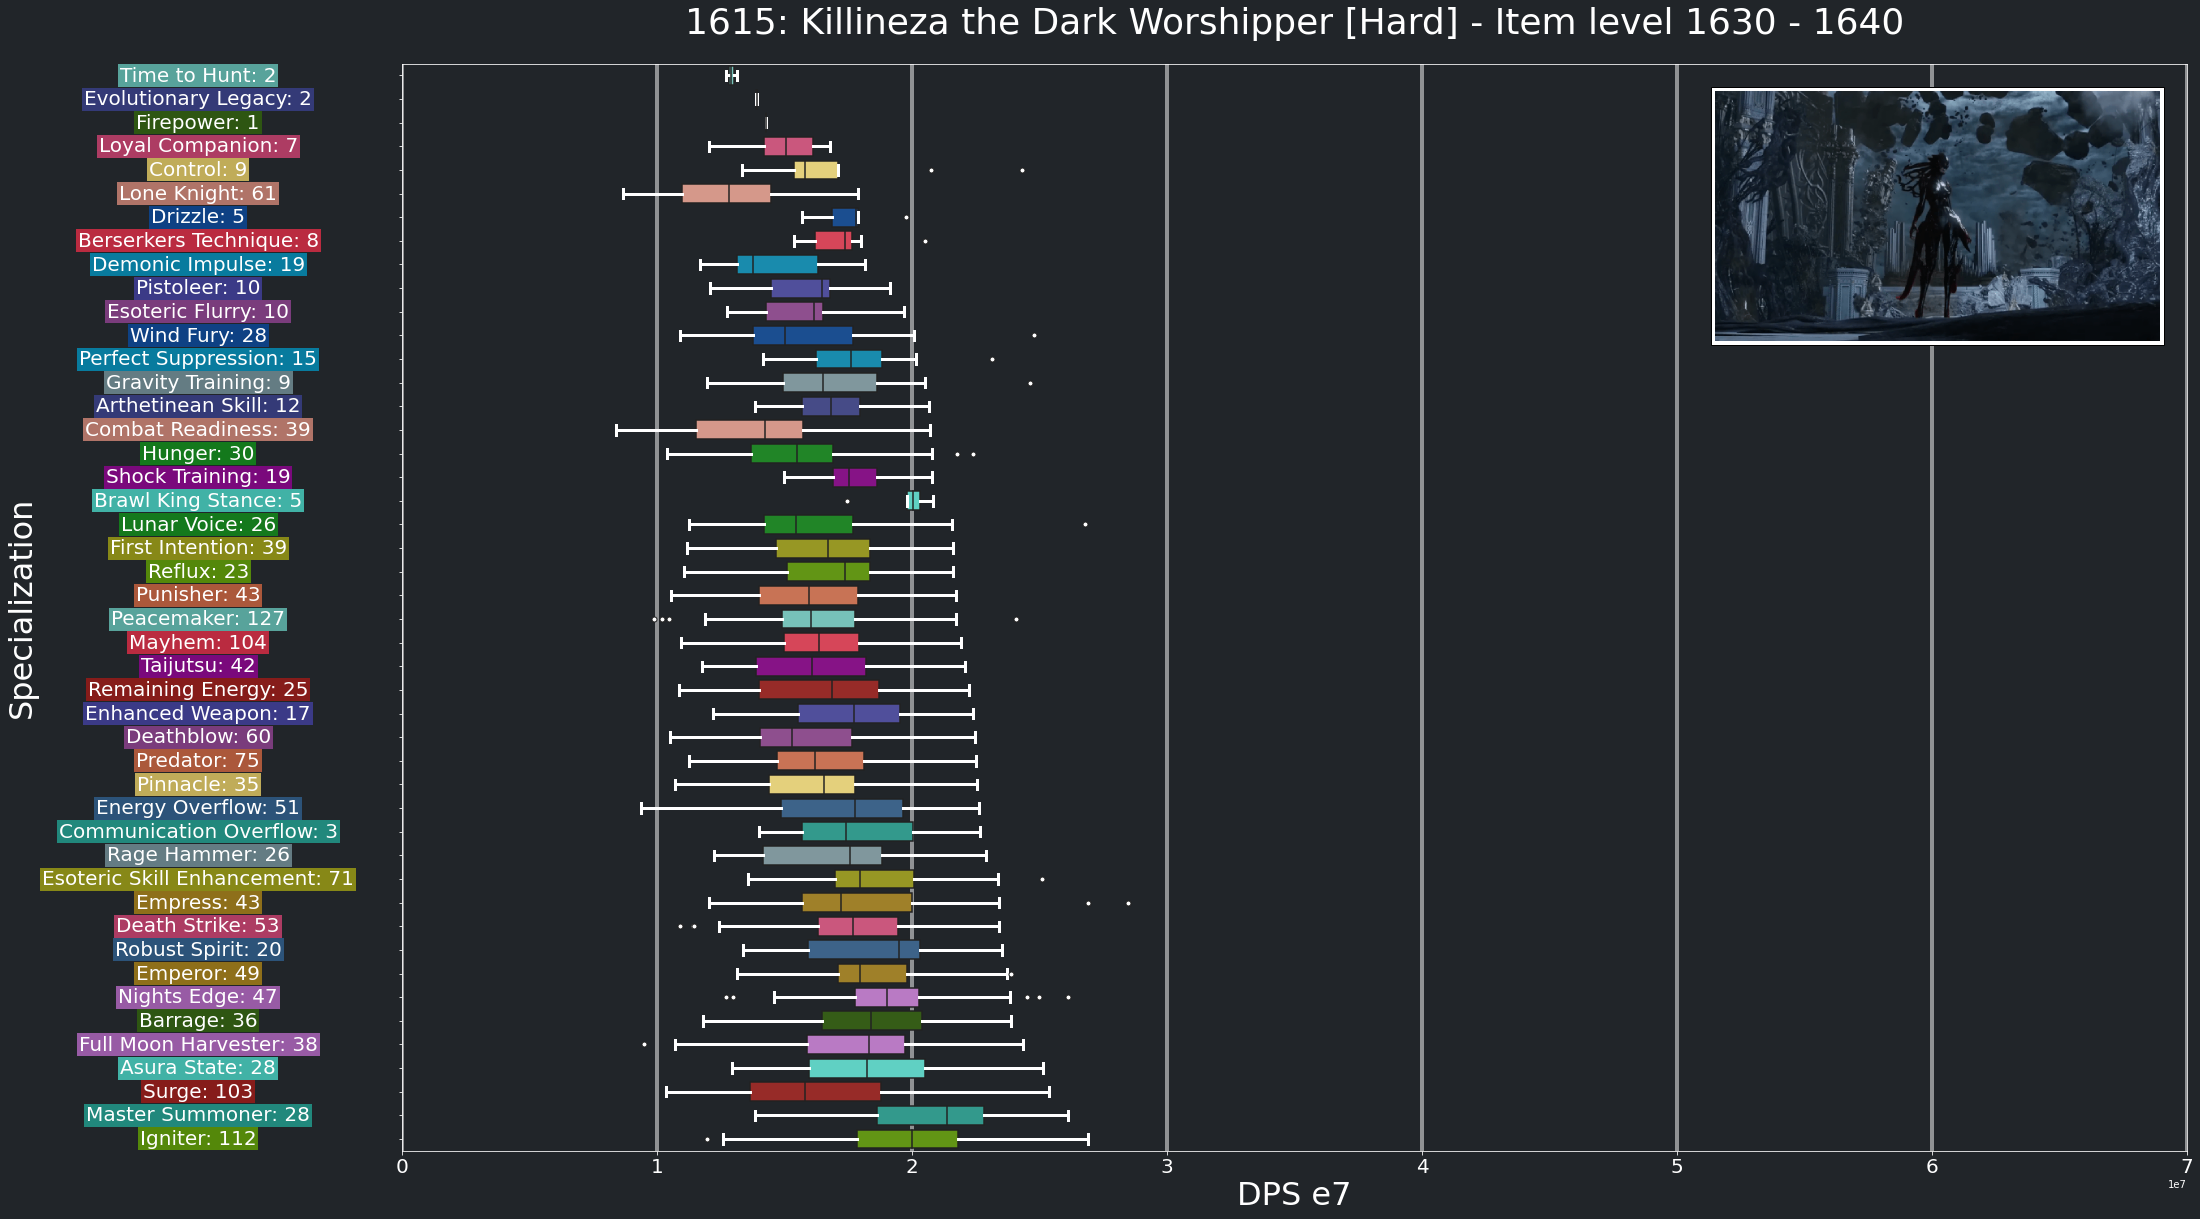 1615: Killineza the Dark Worshipper [Hard] - Item level 1630 - 1640
Specialization
Time to Hunt: 2
Evolutionary Legacy: 2
Firepower: 1
Loyal Companion: 7
Control: 9
Lone Knight: 61
Drizzle: 5
Berserkers Technique: 8
Demonic Impulse: 19
Pistoleer: 10
Esoteric Flurry: 10
Wind Fury: 28
Perfect Suppression: 15
Gravity Training: 9
Arthetinean Skill: 12
Combat Readiness: 39
Hunger: 30
Shock Training: 19
Brawl King Stance: 5
Lunar Voice: 26
First Intention: 39
Reflux: 23
Punisher: 43
Peacemaker: 127
Mayhem: 104
Taijutsu: 42
Remaining Energy: 25
Enhanced Weapon: 17
Deathblow: 60
Predator: 75
Pinnacle: 35
Energy Overflow: 51
Communication Overflow: 3
Rage Hammer: 26
Esoteric Skill Enhancement: 71
Empress: 43
Death Strike: 53
Robust Spirit: 20
Emperor: 49
Nights Edge: 47
Barrage: 36
Full Moon Harvester: 38
Asura State: 28
Surge: 103
Master Summoner: 28
Igniter: 112
0 1 2 3 4 5 6 7
1e7
DPS e7